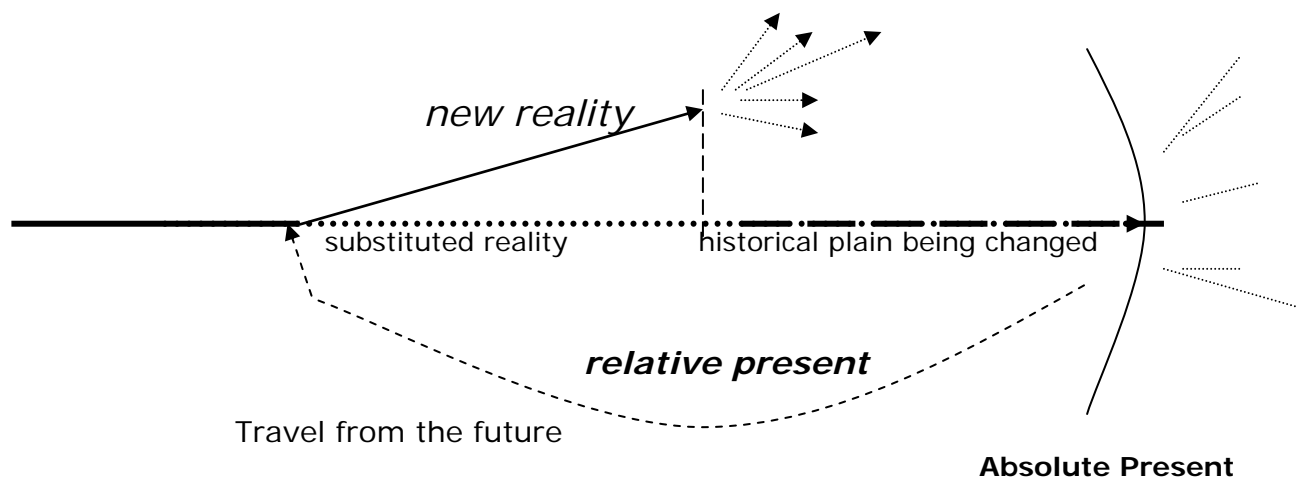 new reality
substituted reality
historical plain being changed
relative present
Travel from the future
Absolute Present